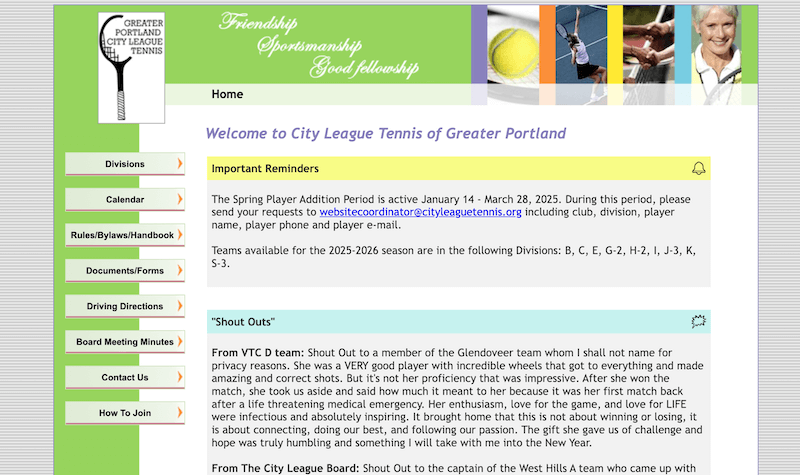 GREATER
PORTLAND
CITY LEAGUE
TENNIS
Friendship
Sportsmanship
Good fellowship
Home
Welcome to City League Tennis of Greater Portland
Divisions
Calendar
Rules/Bylaws/Handbook
Documents/Forms
Driving Directions
Board Meeting Minutes
Contact Us
How To Join
Important Reminders
The Spring Player Addition Period is active January 14 - March 28, 2025. During this period, please
send your requests to websitecoordinator@cityleaguetennis.org including club, division, player
name, player phone and player e-mail.
Teams available for the 2025-2026 season are in the following Divisions: B, C, E, G-2, H-2, I, J-3, K,
S-3.
"Shout Outs"
From VTC D team: Shout Out to a member of the Glendoveer team whom I shall not name for
privacy reasons. She was a VERY good player with incredible wheels that got to everything and made
amazing and correct shots. But it's not her proficiency that was impressive. After she won the
match, she took us aside and said how much it meant to her because it was her first match back
after a life threatening medical emergency. Her enthusiasm, love for the game, and love for LIFE
were infectious and absolutely inspiring. It brought home that this is not about winning or losing, it
is about connecting, doing our best, and following our passion. The gift she gave us of challenge and
hope was truly humbling and something I will take with me into the New Year.
From The City League Board: Shout Out to the captain of the West Hills A team who came up with